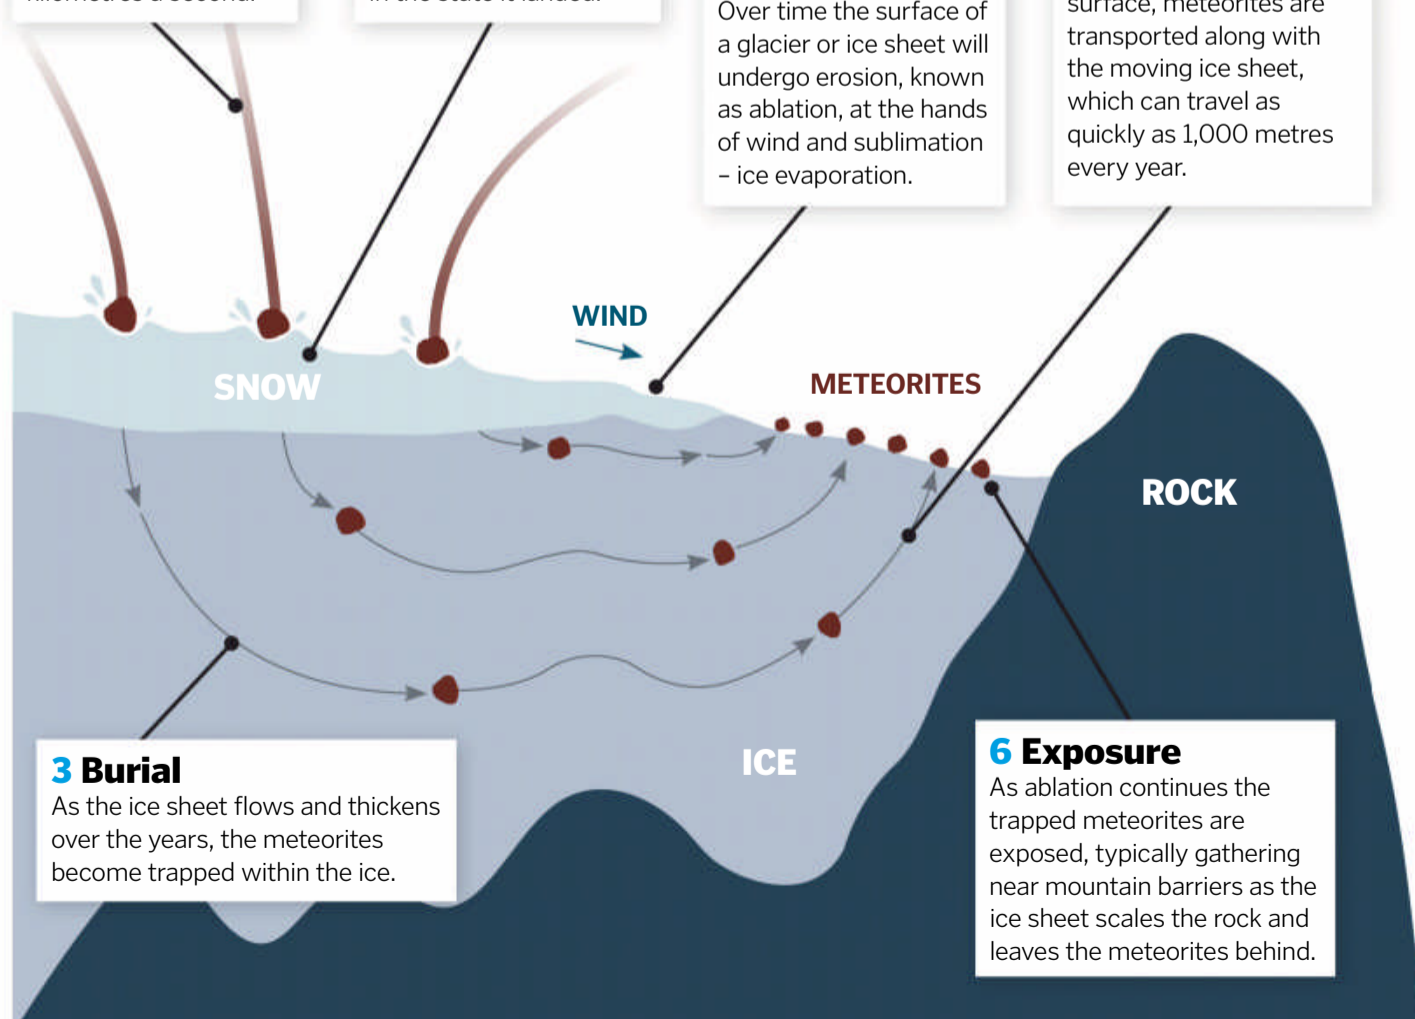 Over time the surface of
a glacier or ice sheet will
undergo erosion, known
as ablation, at the hands
of wind and sublimation
– ice evaporation.
surface, meteorites are
transported along with
the moving ice sheet,
which can travel as
quickly as 1,000 metres
every year.
WIND
SNOW
METEORITES
ROCK
ICE
3 Burial
As the ice sheet flows and thickens
over the years, the meteorites
become trapped within the ice.
6 Exposure
As ablation continues the
trapped meteorites are
exposed, typically gathering
near mountain barriers as the
ice sheet scales the rock and
leaves the meteorites behind.